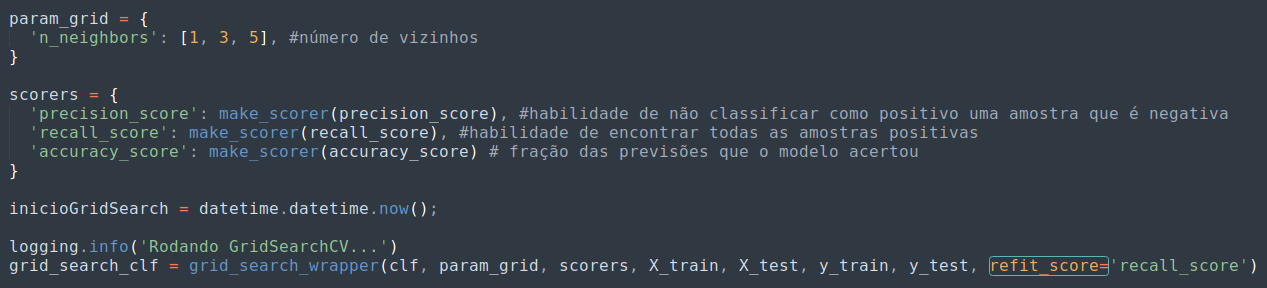 param_grid = {
  'n_neighbors': [1, 3, 5], #número de vizinhos
}
scorers = {
  'precision_score': make_scorer(precision_score), #habilidade de não classificar como positivo uma amostra que é negativa
  'recall_score': make_scorer(recall_score), #habilidade de encontrar todas as amostras positivas
  'accuracy_score': make_scorer(accuracy_score) # fração das previsões que o modelo acertou
}
inicioGridSearch = datetime.datetime.now();
logging.info('Rodando GridSearchCV...')
grid_search_clf = grid_search_wrapper(clf, param_grid, scorers, X_train, X_test, y_train, y_test, refit_score='recall_score')